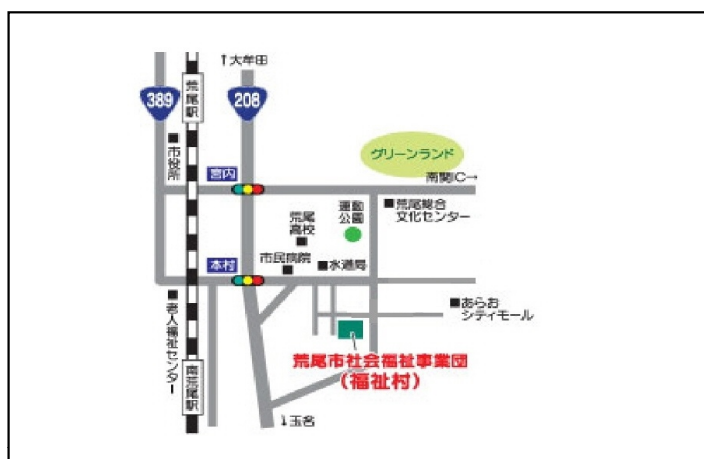 ↑大牟田
389
荒尾駅
208
グリーンランド
南関IC→
■市役所
宮内
■荒尾総合
文化センター
運動
公園
荒尾
高校
市民病院
■水道局
本村
■老人福祉センター
■あらお
シティモール
荒尾市社会福祉事業団
（福祉村）
南荒尾駅
↓玉名